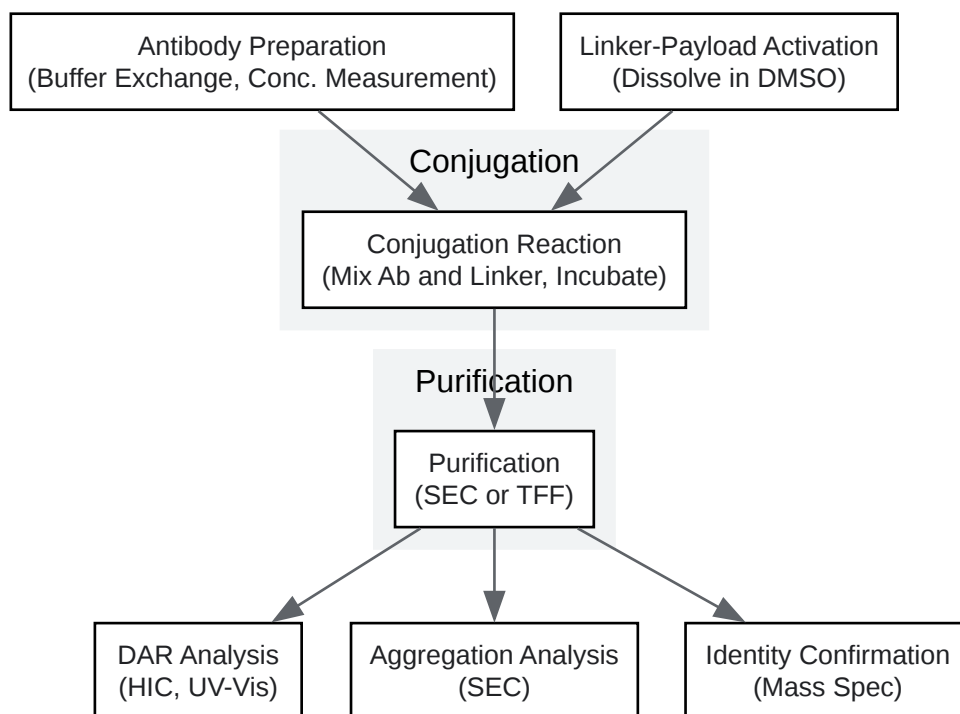 Antibody Preparation
(Buffer Exchange, Conc. Measurement)
Linker-Payload Activation
(Dissolve in DMSO)
Conjugation
Conjugation Reaction
(Mix Ab and Linker, Incubate)
Purification
Purification
(SEC or TFF)
DAR Analysis
(HIC, UV-Vis)
Aggregation Analysis
(SEC)
Identity Confirmation
(Mass Spec)